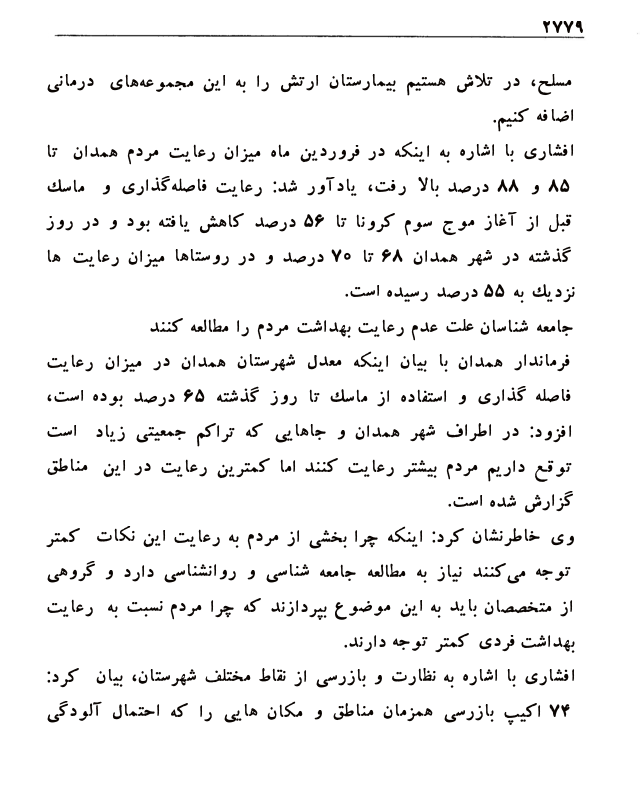 ۲۷۷۹
مسلح، در تلاش هستیم بیمارستان ارتش را به این مجموعه‌های درمانی
اضافه کنیم.
افشاری با اشاره به اینکه در فروردین ماه میزان رعایت مردم همدان تا
۸۵ و ۸۸ درصد بالا رفت، یادآور شد: رعایت فاصله‌گذاری و ماسك
قبل از آغاز موج سوم کرونا تا ۵۶ درصد کاهش یافته بود و در روز
گذشته در شهر همدان ۶۸ تا ۷۰ درصد و در روستاها میزان رعایت ها
نزدیك به ۵۵ درصد رسیده است.
جامعه شناسان علت عدم رعایت بهداشت مردم را مطالعه کنند
فرماندار همدان با بیان اینکه معدل شهرستان همدان در میزان رعایت
فاصله گذاری و استفاده از ماسك تا روز گذشته ۶۵ درصد بوده است،
افزود: در اطراف شهر همدان و جاهایی که تراکم جمعیتی زیاد است
توقع داریم مردم بیشتر رعایت کنند اما کمترین رعایت در این مناطق
گزارش شده است.
وی خاطرنشان کرد: اینکه چرا بخشی از مردم به رعایت این نکات کمتر
توجه می‌کنند نیاز به مطالعه جامعه شناسی و روانشناسی دارد و گروهی
از متخصصان باید به این موضوع بپردازند که چرا مردم نسبت به رعایت
بهداشت فردی کمتر توجه دارند.
افشاری با اشاره به نظارت و بازرسی از نقاط مختلف شهرستان، بیان کرد:
۷۴ اکیپ بازرسی همزمان مناطق و مکان هایی را که احتمال آلودگی